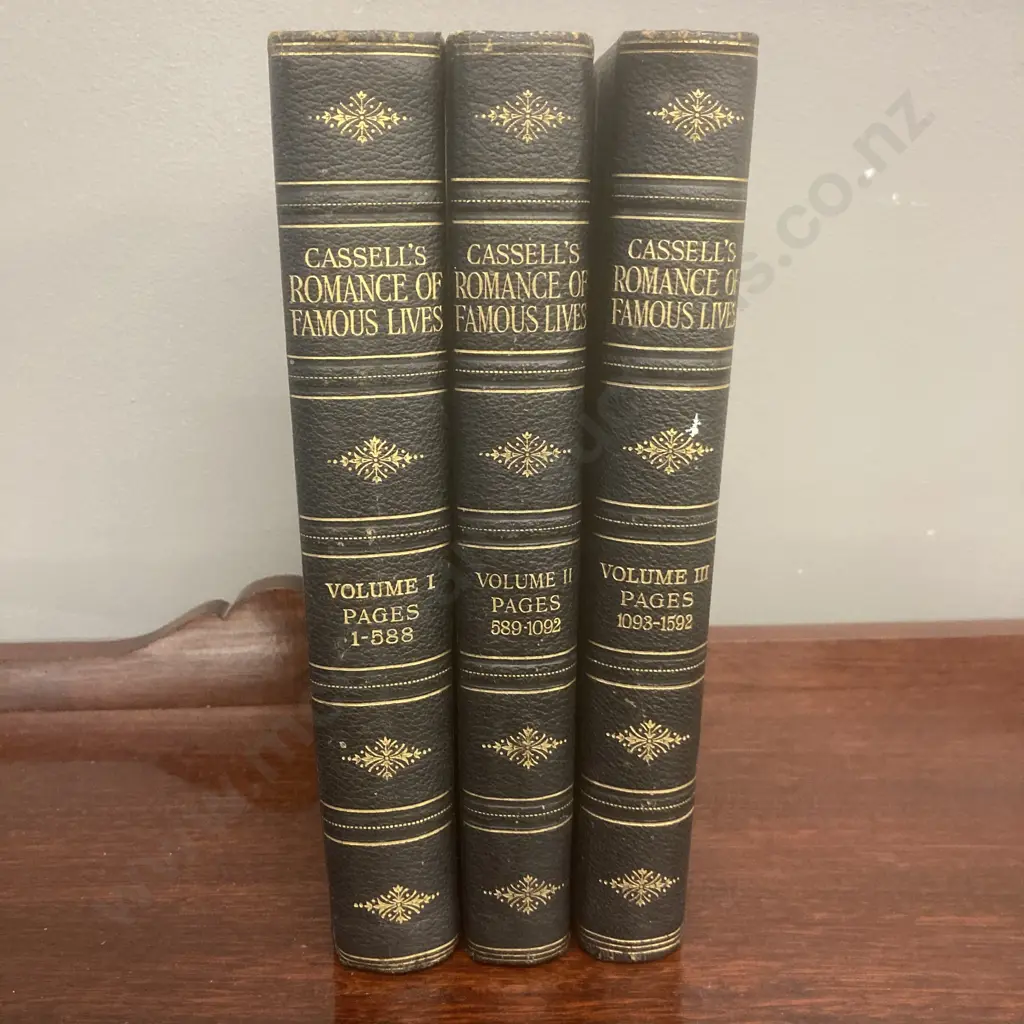 CASSELL'S
ROMANCE OF
FAMOUS LIVES
VOLUME I
PAGES
1-588
CASSELL'S
ROMANCE OF
FAMOUS LIVES
VOLUME II
PAGES
589-1092
CASSELL'S
ROMANCE OF
FAMOUS LIVES
VOLUME III
PAGES
1093-1592